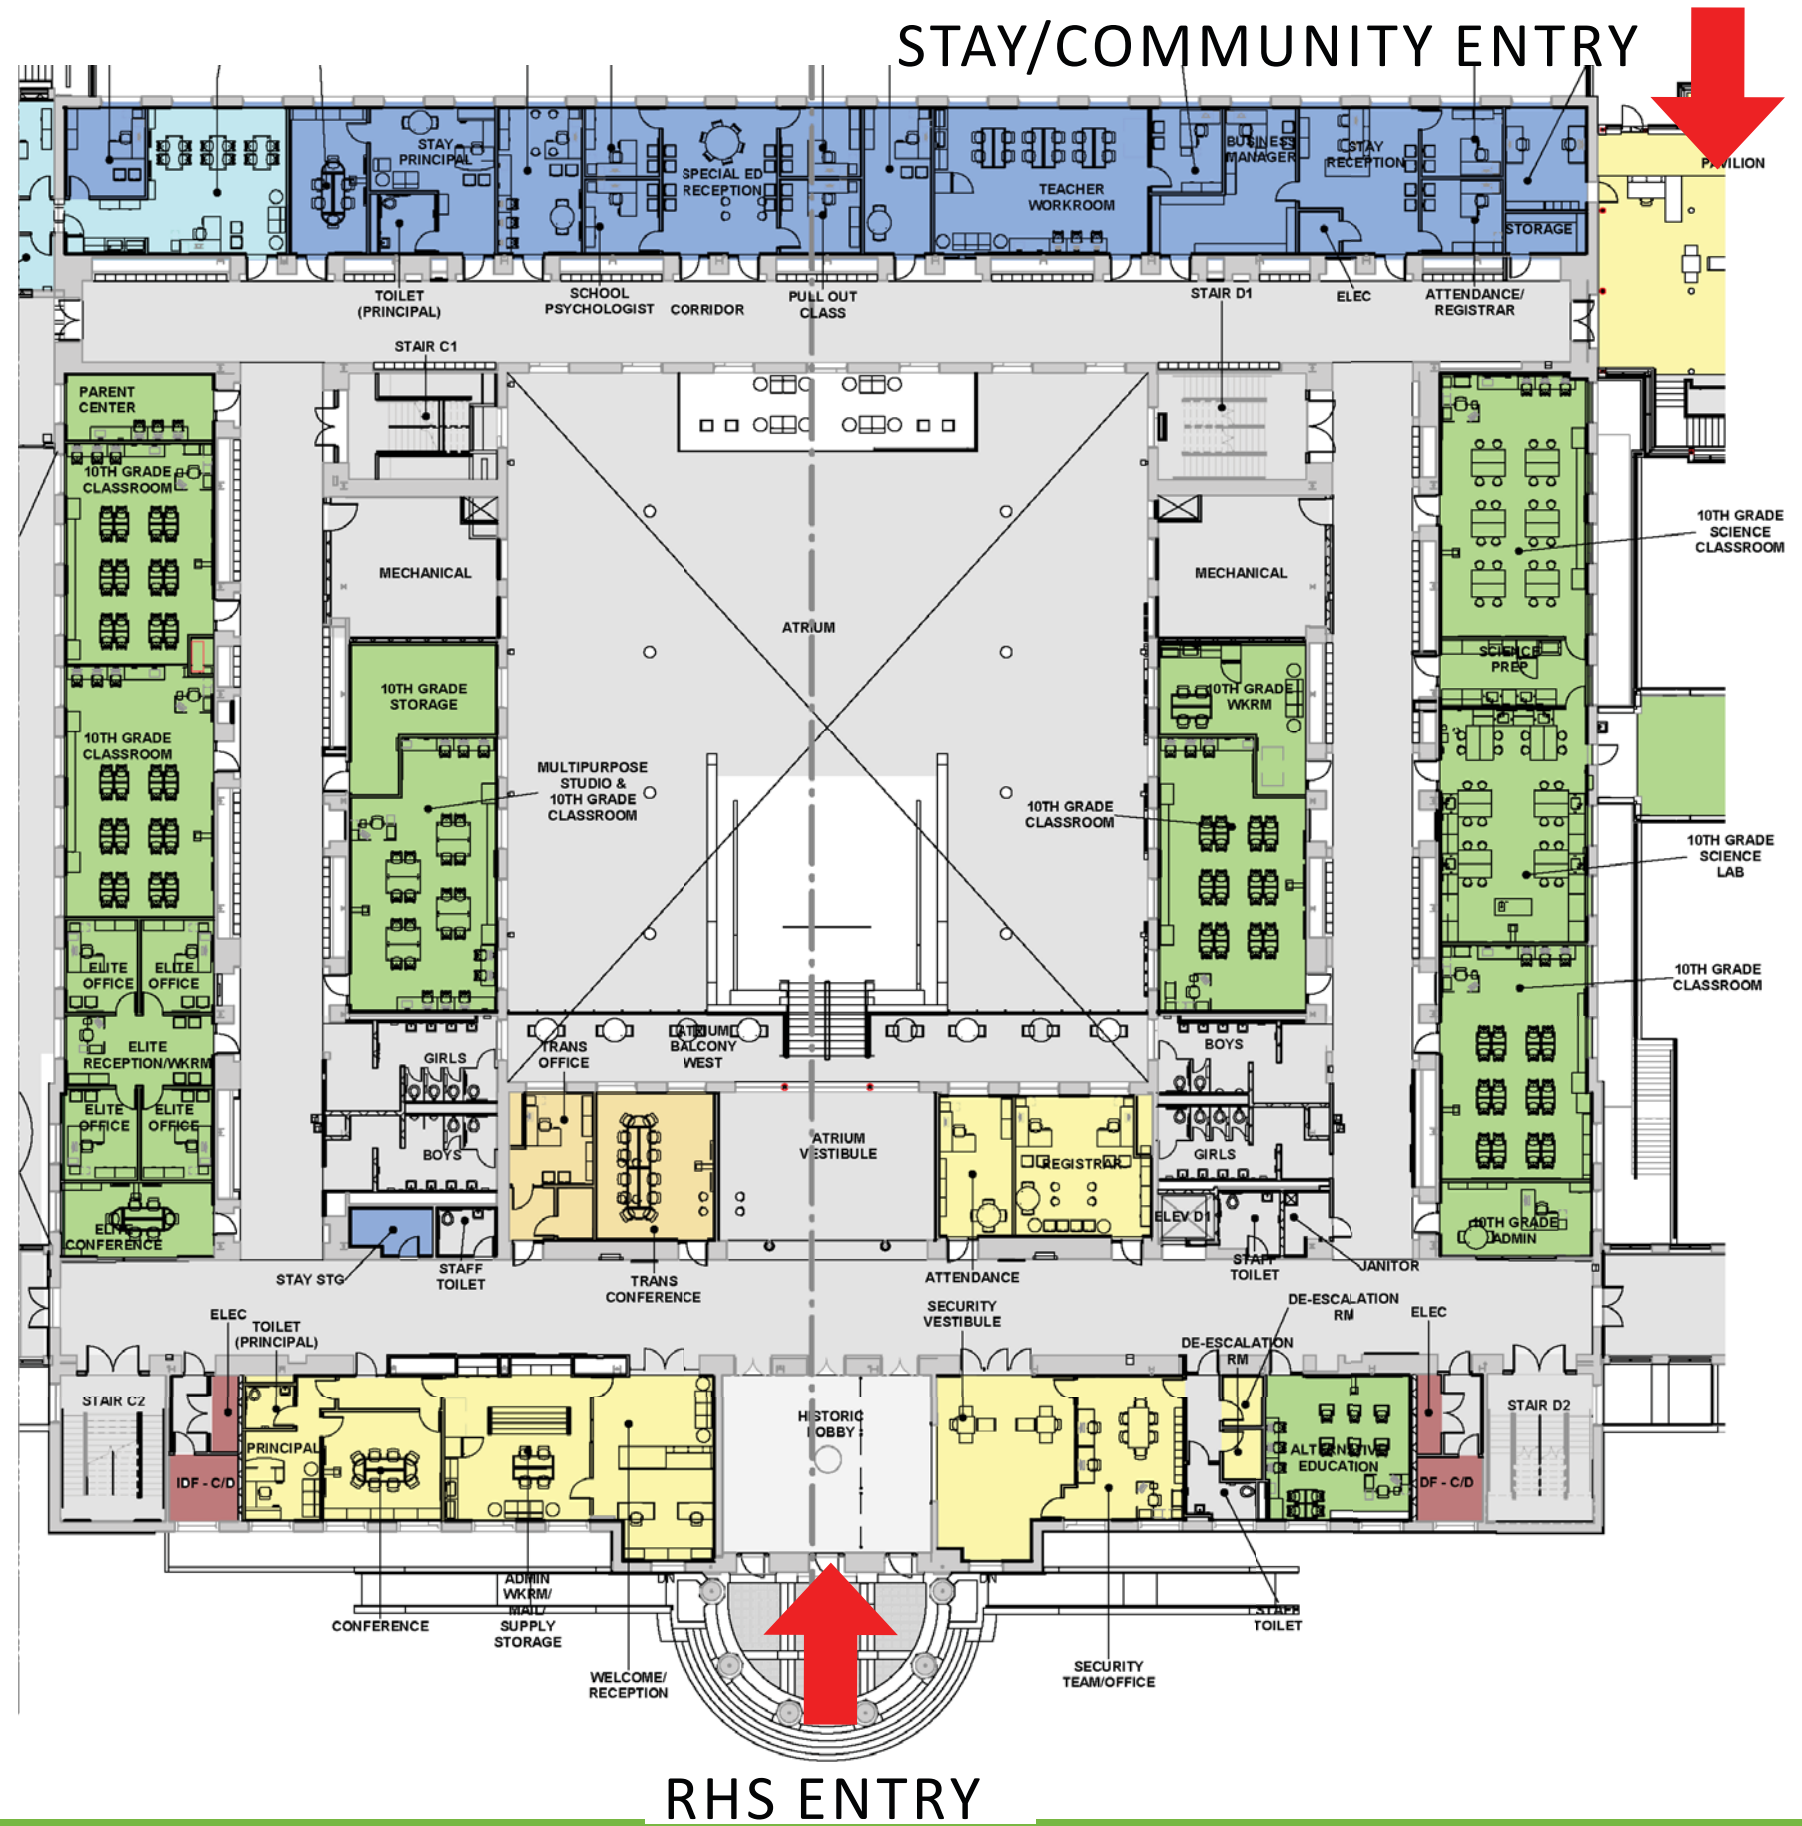 STAY/COMMUNITY ENTRY
PAVILION
STAY
PRINCIPAL
SPECIAL ED
RECEPTION
TEACHER
WORKROOM
BUSINESS
MANAGER
STAY
RECEPTION
STORAGE
TOILET
(PRINCIPAL)
SCHOOL
PSYCHOLOGIST
CORRIDOR
PULL OUT
CLASS
STAIR D1
ELEC
ATTENDANCE/
REGISTRAR
STAIR C1
PARENT
CENTER
10TH GRADE
CLASSROOM
10TH GRADE
SCIENCE
CLASSROOM
MECHANICAL
MECHANICAL
ATRIUM
SCIENCE
PREP
10TH GRADE
STORAGE
10TH GRADE
WKRM
10TH GRADE
CLASSROOM
MULTIPURPOSE
STUDIO &
10TH GRADE
CLASSROOM
10TH GRADE
CLASSROOM
10TH GRADE
SCIENCE
LAB
ELITE
OFFICE
ELITE
OFFICE
10TH GRADE
CLASSROOM
ELITE
RECEPTION/WKRM
GIRLS
TRANS
OFFICE
ATRIUM
BALCONY
WEST
BOYS
ELITE
OFFICE
ELITE
OFFICE
BOYS
ATRIUM
VESTIBULE
REGISTRAR
GIRLS
ELITE
CONFERENCE
ELEV D1
10TH GRADE
ADMIN
STAY STG
STAFF
TOILET
TRANS
CONFERENCE
ATTENDANCE
STAFF
TOILET
JANITOR
ELEC
TOILET
(PRINCIPAL)
SECURITY
VESTIBULE
DE-ESCALATION
RM
DE-ESCALATION
RM
ELEC
STAIR C2
HISTORIC
LOBBY
STAIR D2
PRINCIPAL
IDF - C/D
ALTERNATIVE
EDUCATION
DF - C/D
DN
DN
CONFERENCE
ADMIN
WKRM/
MAIL/
SUPPLY
STORAGE
STAFF
TOILET
WELCOME/
RECEPTION
SECURITY
TEAM/OFFICE
RHS ENTRY